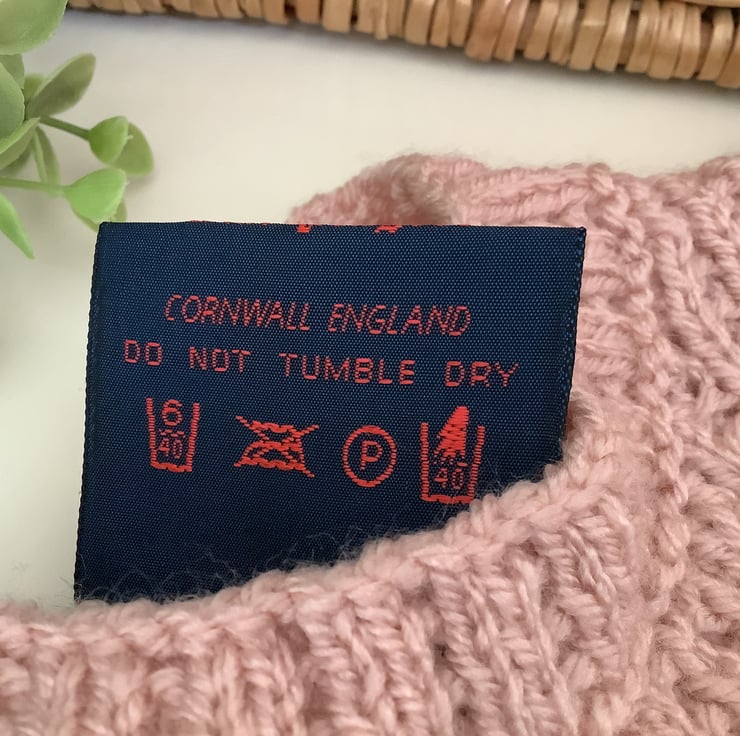 CORNWALL ENGLAND
DO NOT TUMBLE DRY
6
40 P 40